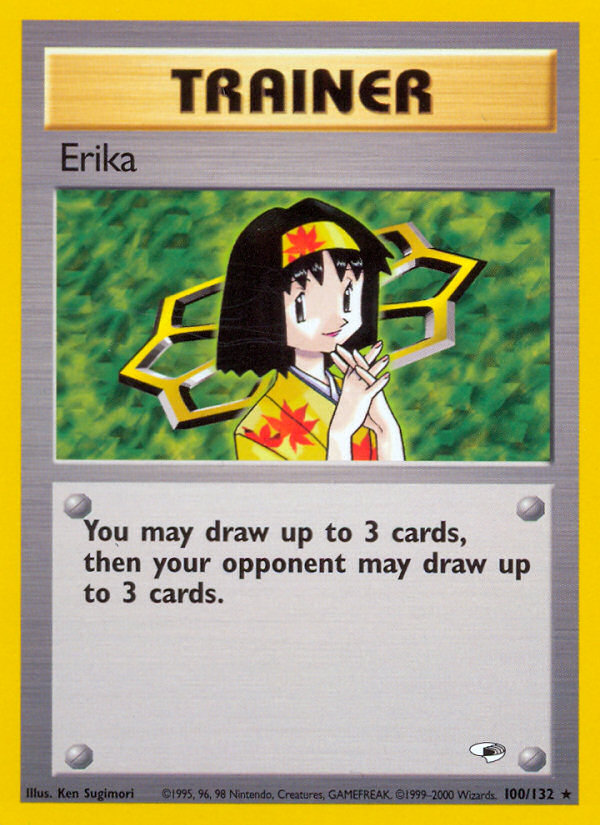 TRAINER
Erika
You may draw up to 3 cards,
then your opponent may draw up
to 3 cards.
Illus. Ken Sugimori ©1995, 96, 98 Nintendo, Creatures, GAMEFREAK. ©1999-2000 Wizards. 100/132 ★